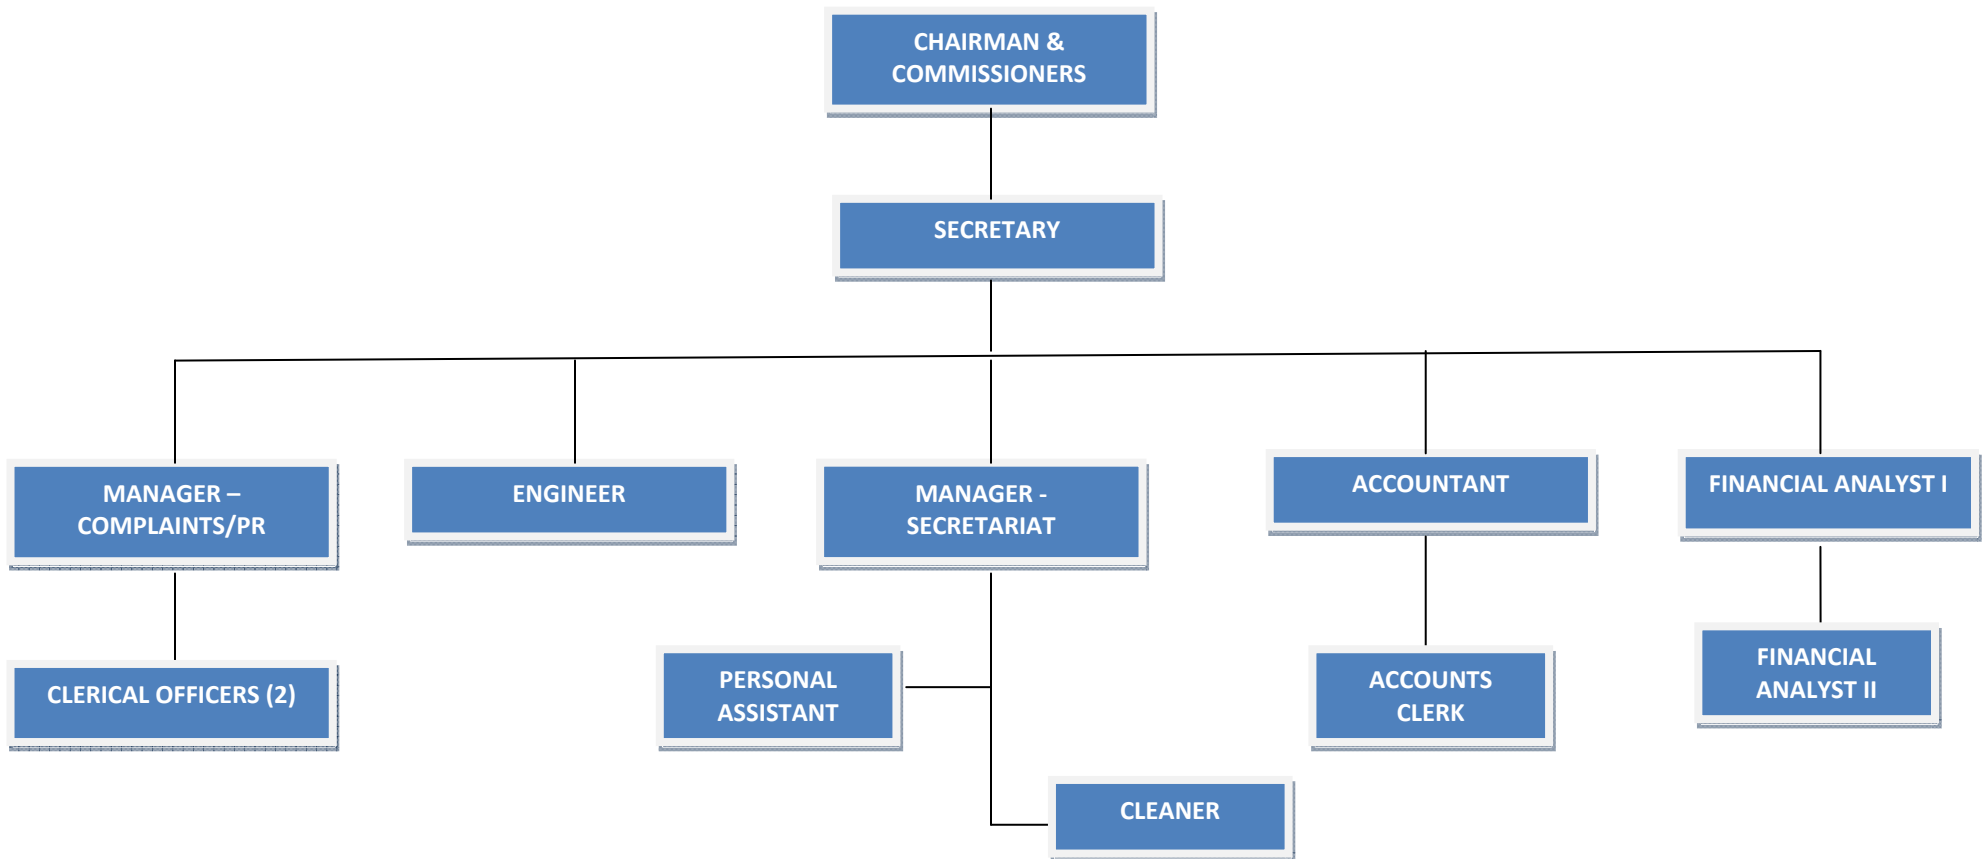 CHAIRMAN &
COMMISSIONERS
SECRETARY
MANAGER –
COMPLAINTS/PR
ENGINEER
MANAGER -
SECRETARIAT
ACCOUNTANT
FINANCIAL ANALYST I
CLERICAL OFFICERS (2)
PERSONAL
ASSISTANT
ACCOUNTS
CLERK
FINANCIAL
ANALYST II
CLEANER